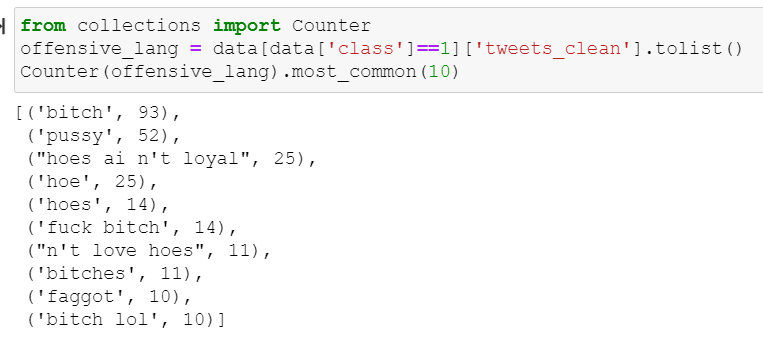 from collections import Counter
offensive_lang = data[data['class']==1]['tweets_clean'].tolist()
Counter(offensive_lang).most_common(10)
[('bitch', 93),
('pussy', 52),
("hoes ai n't loyal", 25),
('hoe', 25),
('hoes', 14),
('fuck bitch', 14),
("n't love hoes", 11),
('bitches', 11),
('faggot', 10),
('bitch lol', 10)]